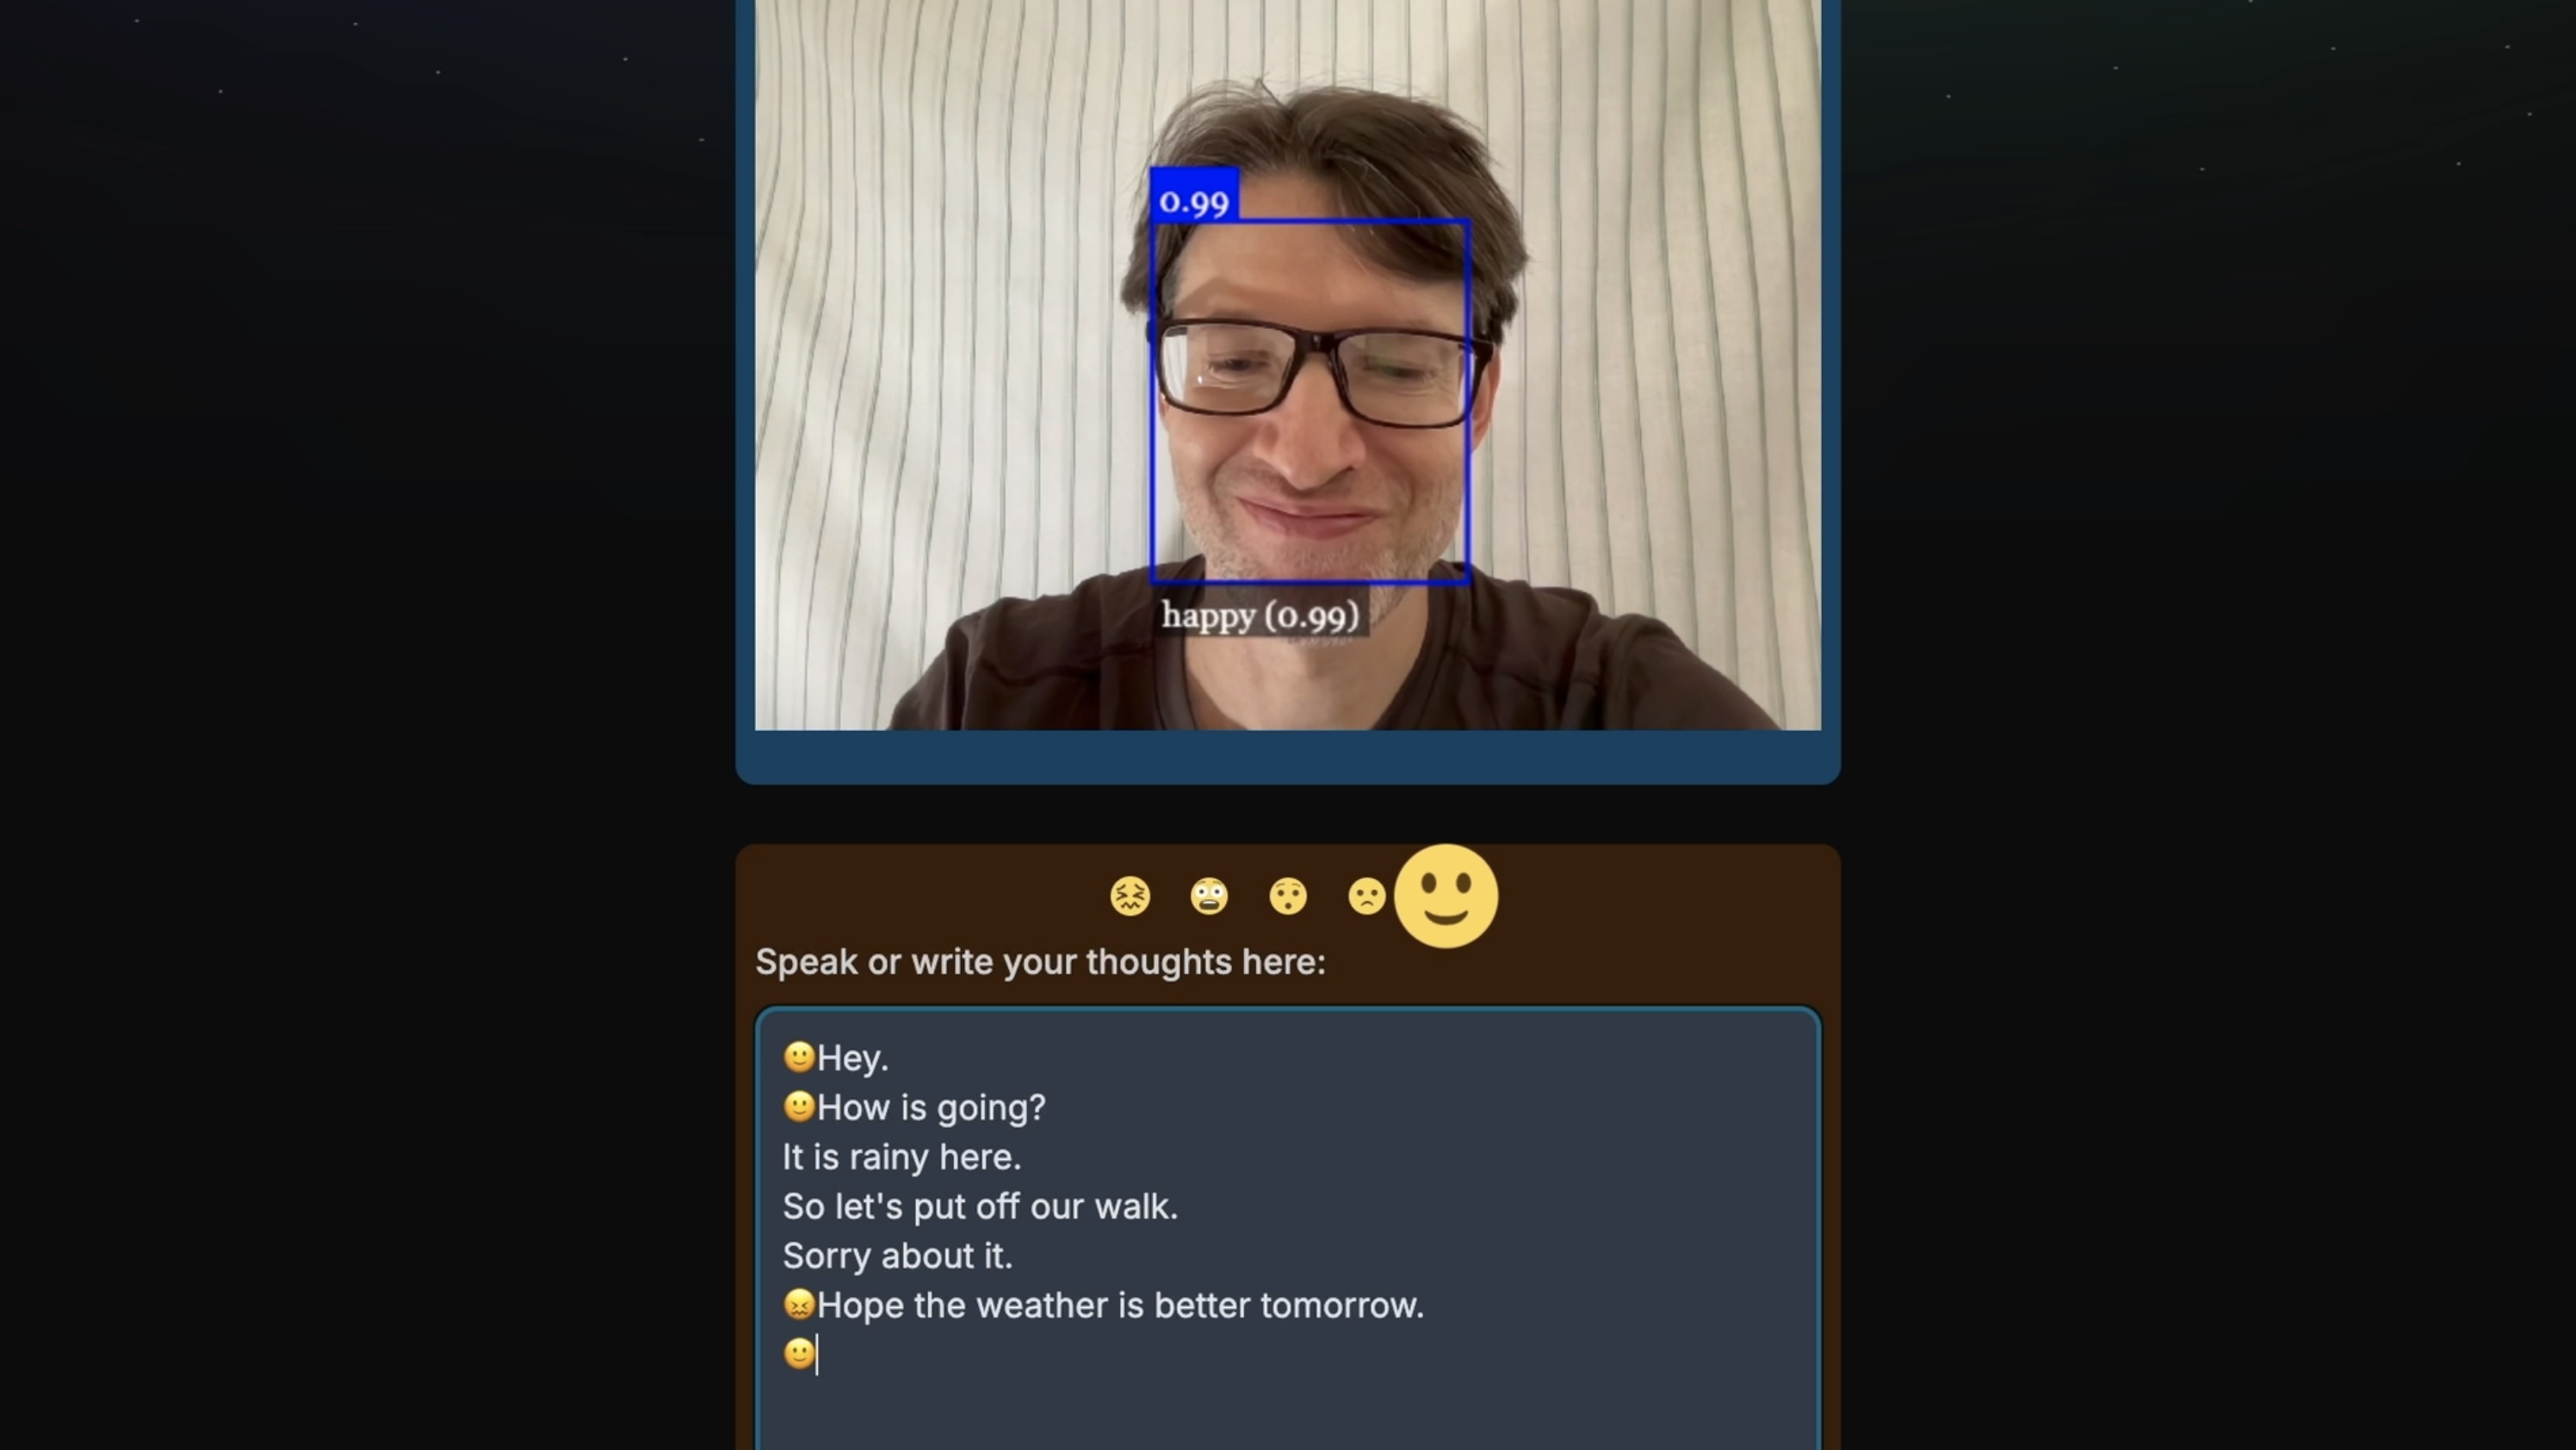 0.99
happy (0.99)
😖 😨 😯 🙁 🙂
Speak or write your thoughts here:
🙂Hey.
🙂How is going?
It is rainy here.
So let's put off our walk.
Sorry about it.
😖Hope the weather is better tomorrow.
🙂